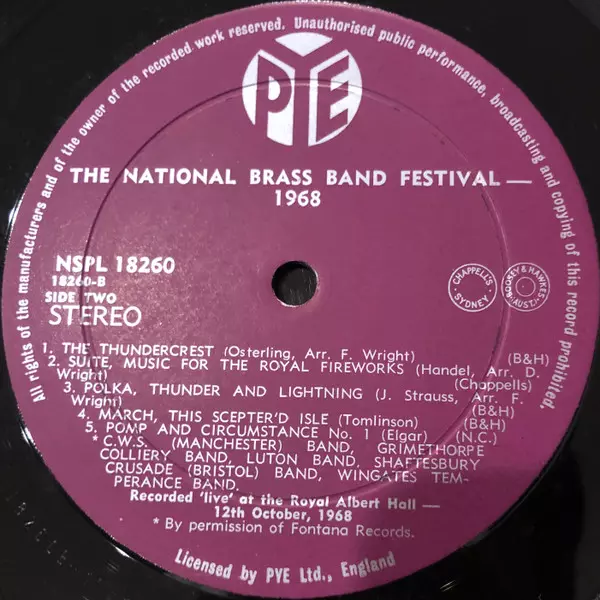 All rights of the manufacturers and of the owner of the recorded work reserved. Unauthorised public performance, broadcasting and copying of this record prohibited.
PYE
THE NATIONAL BRASS BAND FESTIVAL —
1968
NSPL 18260
18260-B
SIDE TWO
STEREO
CHAPPELL'S
SYDNEY
BOOSEY & HAWKES
AUST.
1. THE THUNDERCREST (Osterling, Arr. F. Wright) (B&H)
2. SUITE, MUSIC FOR THE ROYAL FIREWORKS (Handel, Arr. D.
Wright) (Chappells)
3. POLKA, THUNDER AND LIGHTNING (J. Strauss, Arr. F.
Wright) (B&H)
4. MARCH, THIS SCEPTER'D ISLE (Tomlinson) (B&H)
5. POMP AND CIRCUMSTANCE No. 1 (Elgar) (N.C.)
* C.W.S. (MANCHESTER) BAND, GRIMETHORPE
COLLIERY BAND, LUTON BAND, SHAFTESBURY
CRUSADE (BRISTOL) BAND, WINGATES TEM-
PERANCE BAND.
Recorded 'live' at the Royal Albert Hall —
12th October, 1968
* By permission of Fontana Records.
Licensed by PYE Ltd., England